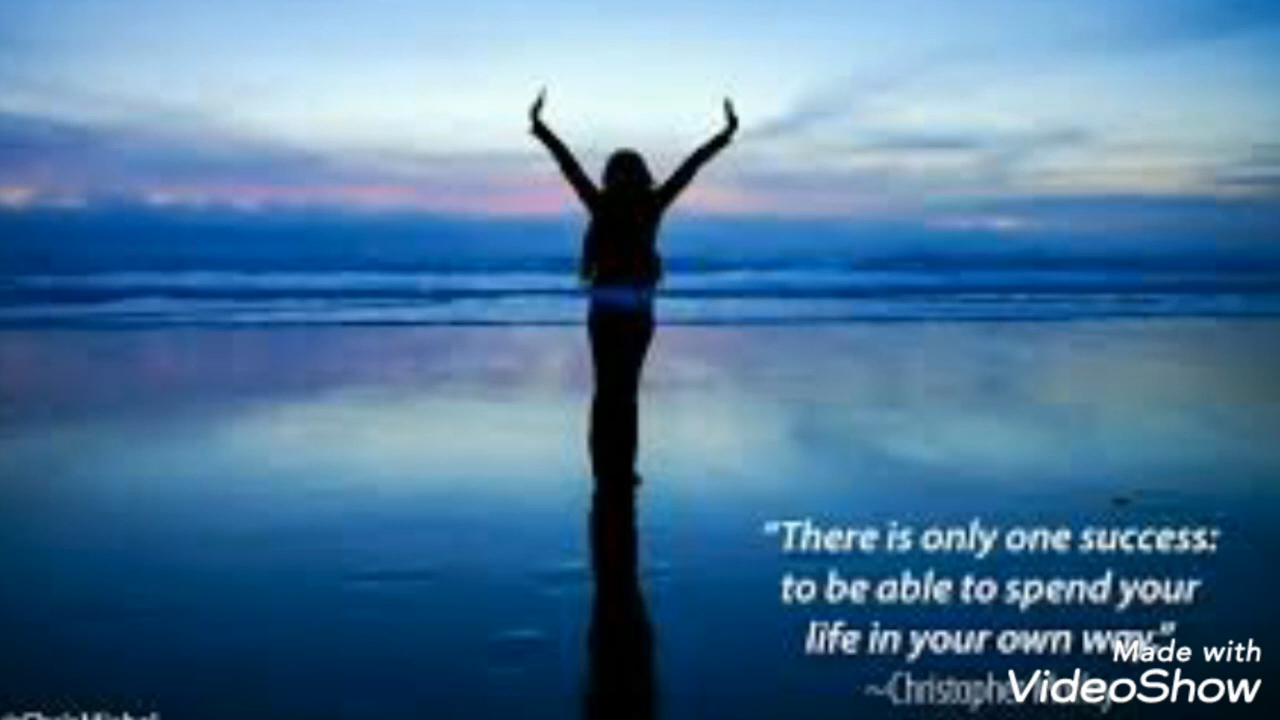 "There is only one success:
to be able to spend your
life in your own way."
Made with
~Christopher
VideoShow